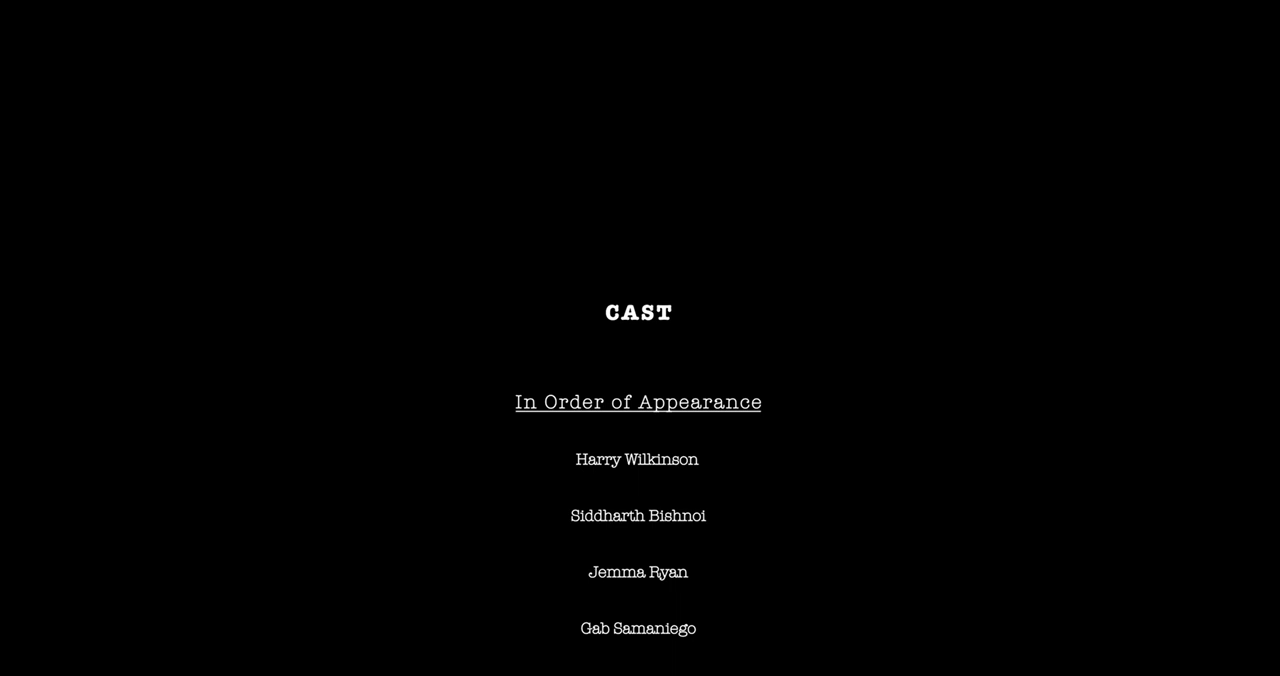 CAST
In Order of Appearance
Harry Wilkinson
Siddharth Bishnoi
Jemma Ryan
Gab Samaniego